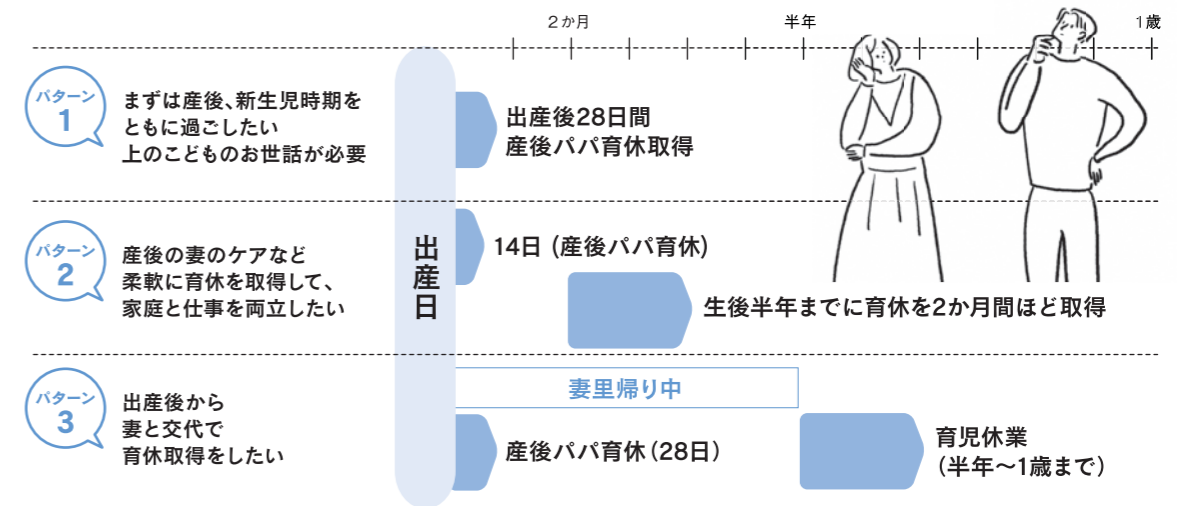 2か月
半年
1歳
出産日
パターン
1
まずは産後、新生児時期を
ともに過ごしたい
上のこどものお世話が必要
出産後28日間
産後パパ育休取得
パターン
2
産後の妻のケアなど
柔軟に育休を取得して、
家庭と仕事を両立したい
14日 (産後パパ育休)
生後半年までに育休を2か月間ほど取得
パターン
3
出産後から
妻と交代で
育休取得をしたい
妻里帰り中
産後パパ育休（28日）
育児休業
（半年〜1歳まで）